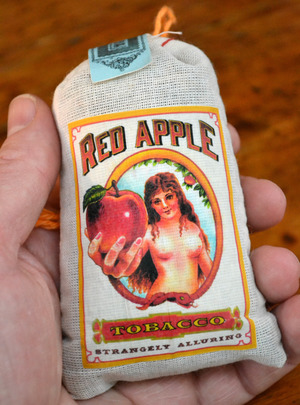 RED APPLE
TOBACCO
STRANGELY ALLURING